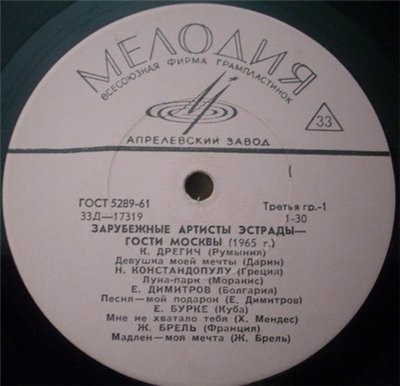 МЕЛОДИЯ
ВСЕСОЮЗНАЯ ФИРМА ГРАМПЛАСТИНОК
33
АПРЕЛЕВСКИЙ ЗАВОД
ГОСТ 5289-61
33Д—17319
Третья гр.-1
1-30
ЗАРУБЕЖНЫЕ АРТИСТЫ ЭСТРАДЫ—
ГОСТИ МОСКВЫ (1965 г.)
К. ДРЕГИЧ (Румыния)
Девушка моей мечты (Дарин)
Н. КОНСТАНДОПУЛУ (Греция)
Луна-парк (Моракис)
Е. ДИМИТРОВ (Болгария)
Песня—мой подарок (Е. Димитров)
Е. БУРКЕ (Куба)
Мне не хватало тебя (Х. Мендес)
Ж. БРЕЛЬ (Франция)
Мадлен—моя мечта (Ж. Брель)